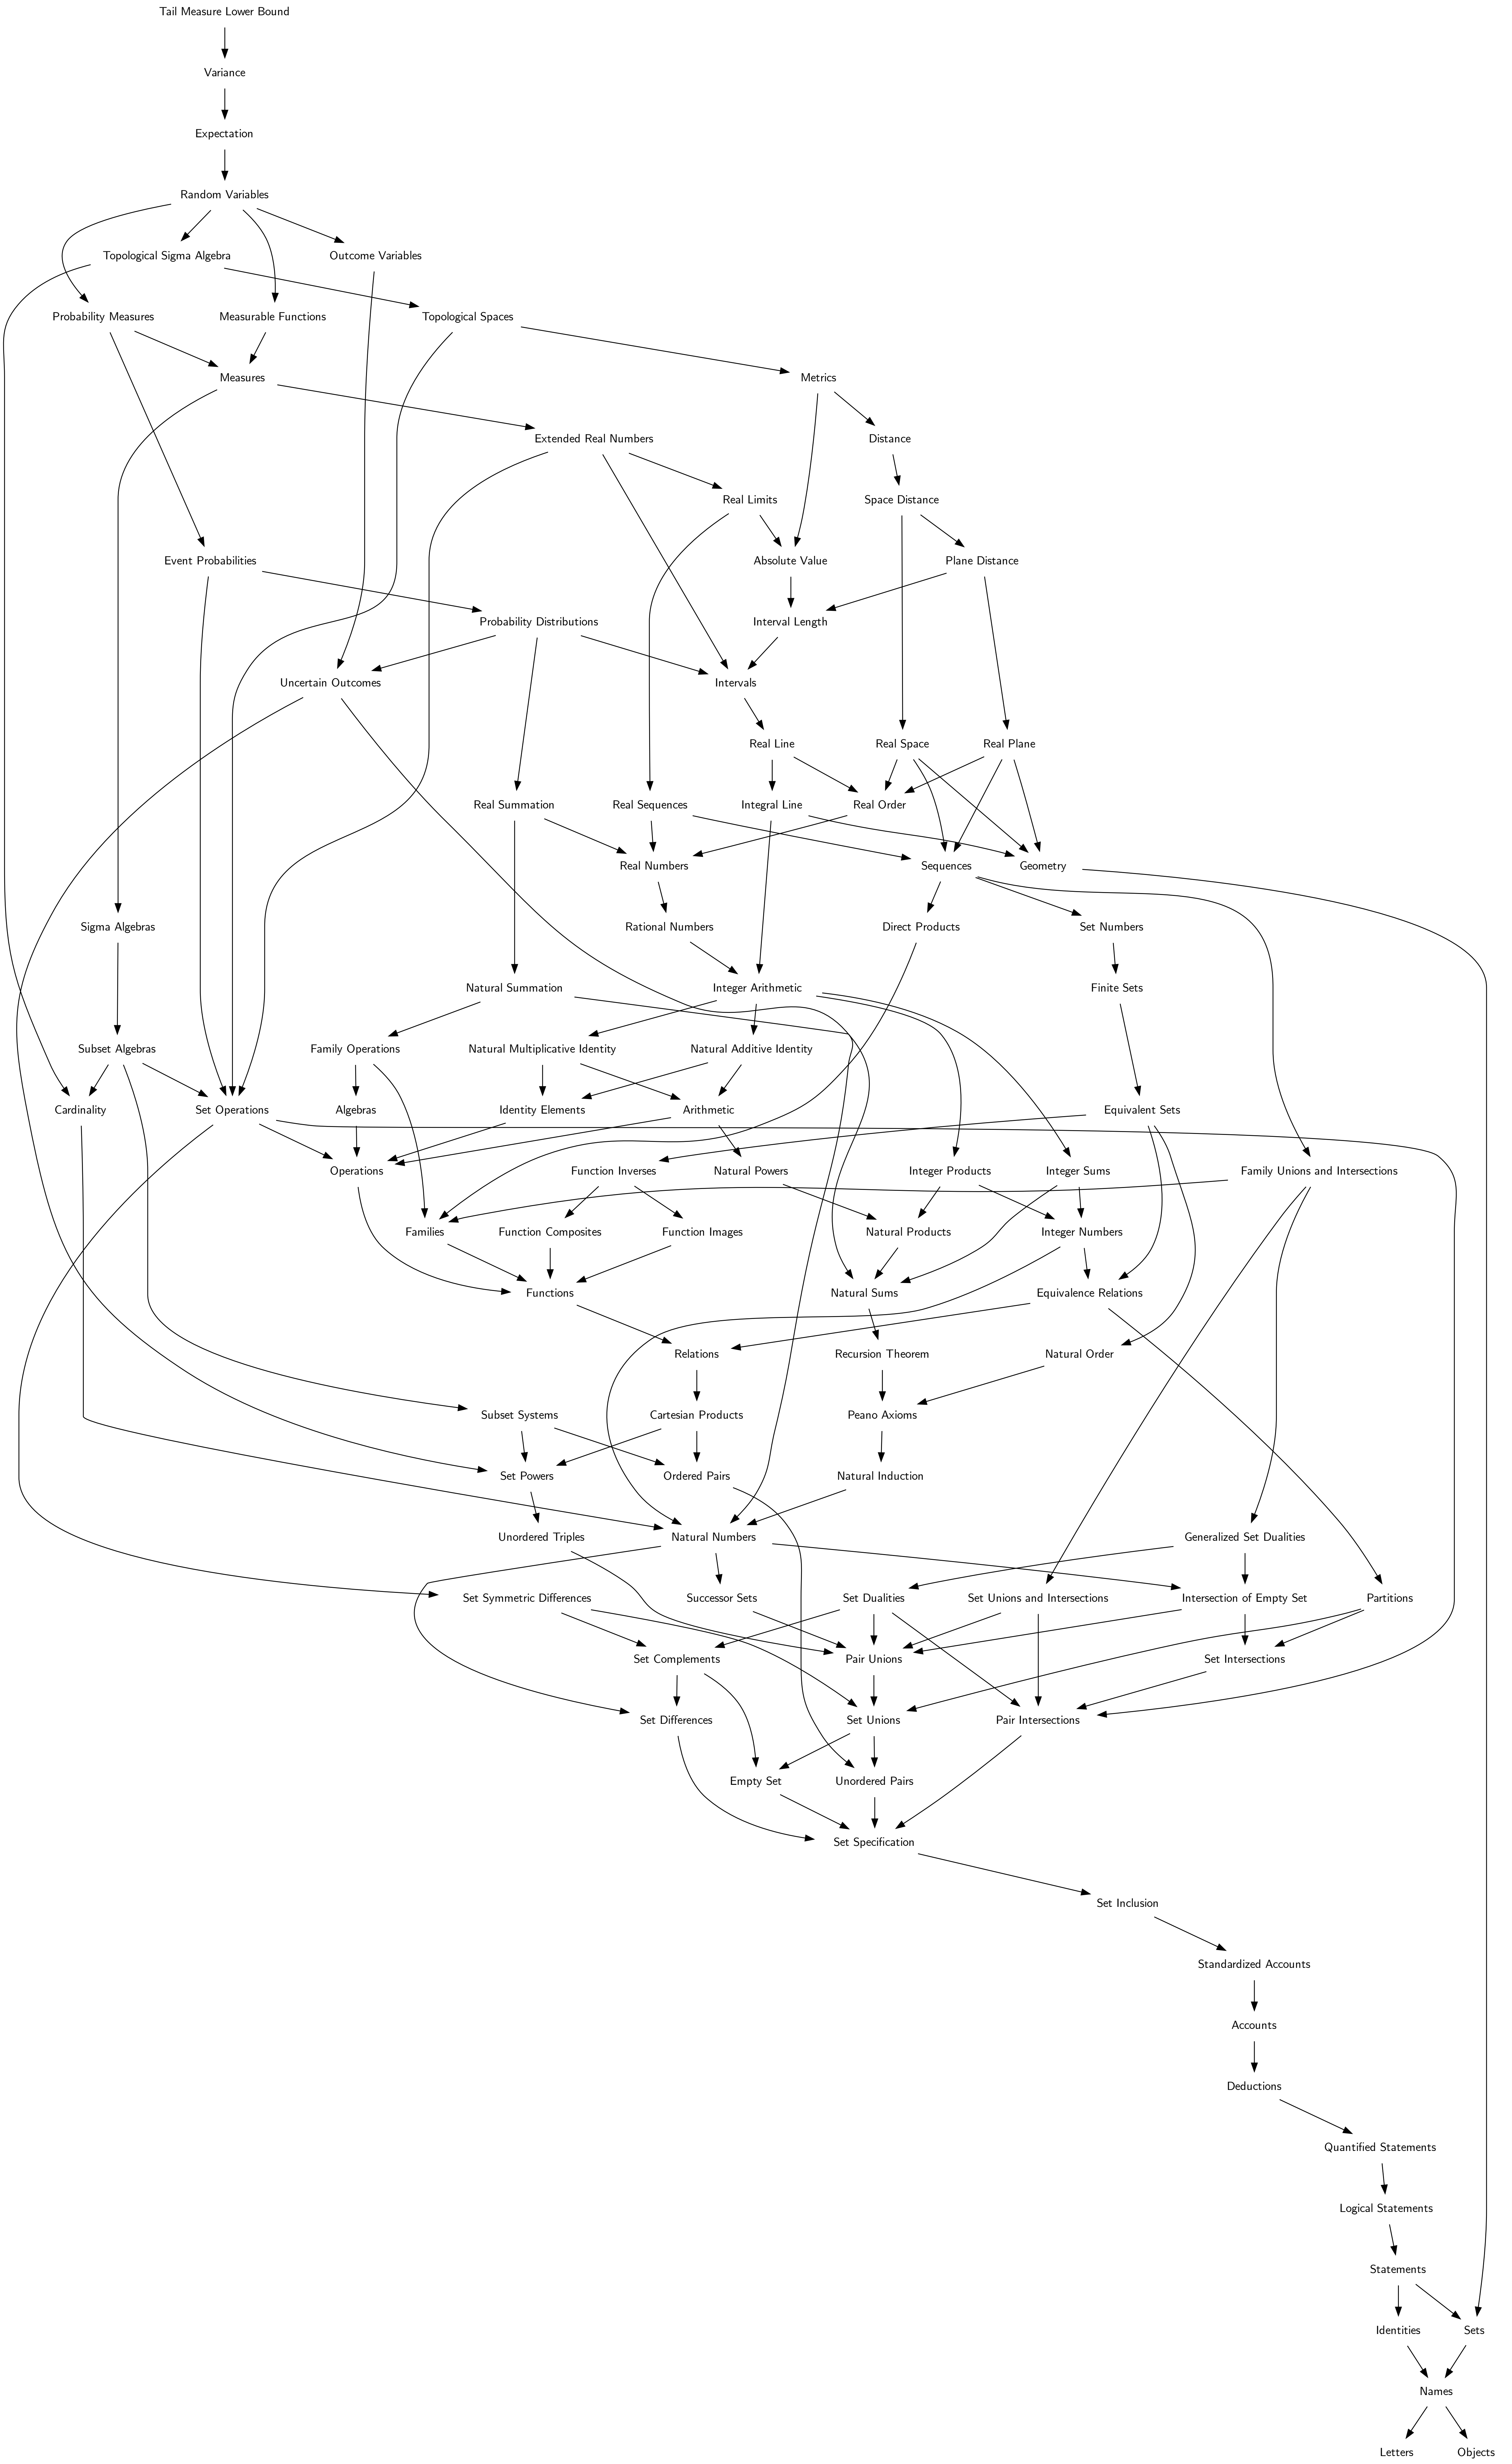 Tail Measure Lower Bound
Variance
Expectation
Random Variables
Topological Sigma Algebra
Outcome Variables
Probability Measures
Measurable Functions
Topological Spaces
Measures
Metrics
Extended Real Numbers
Distance
Real Limits
Space Distance
Event Probabilities
Absolute Value
Plane Distance
Probability Distributions
Interval Length
Uncertain Outcomes
Intervals
Real Line
Real Space
Real Plane
Real Summation
Real Sequences
Integral Line
Real Order
Real Numbers
Sequences
Geometry
Sigma Algebras
Rational Numbers
Direct Products
Set Numbers
Natural Summation
Integer Arithmetic
Finite Sets
Subset Algebras
Family Operations
Natural Multiplicative Identity
Natural Additive Identity
Cardinality
Set Operations
Algebras
Identity Elements
Arithmetic
Equivalent Sets
Operations
Function Inverses
Natural Powers
Integer Products
Integer Sums
Family Unions and Intersections
Families
Function Composites
Function Images
Natural Products
Integer Numbers
Functions
Natural Sums
Equivalence Relations
Relations
Recursion Theorem
Natural Order
Subset Systems
Cartesian Products
Peano Axioms
Set Powers
Ordered Pairs
Natural Induction
Unordered Triples
Natural Numbers
Generalized Set Dualities
Set Symmetric Differences
Successor Sets
Set Dualities
Set Unions and Intersections
Intersection of Empty Set
Partitions
Set Complements
Pair Unions
Set Intersections
Set Differences
Set Unions
Pair Intersections
Empty Set
Unordered Pairs
Set Specification
Set Inclusion
Standardized Accounts
Accounts
Deductions
Quantified Statements
Logical Statements
Statements
Identities
Sets
Names
Letters
Objects